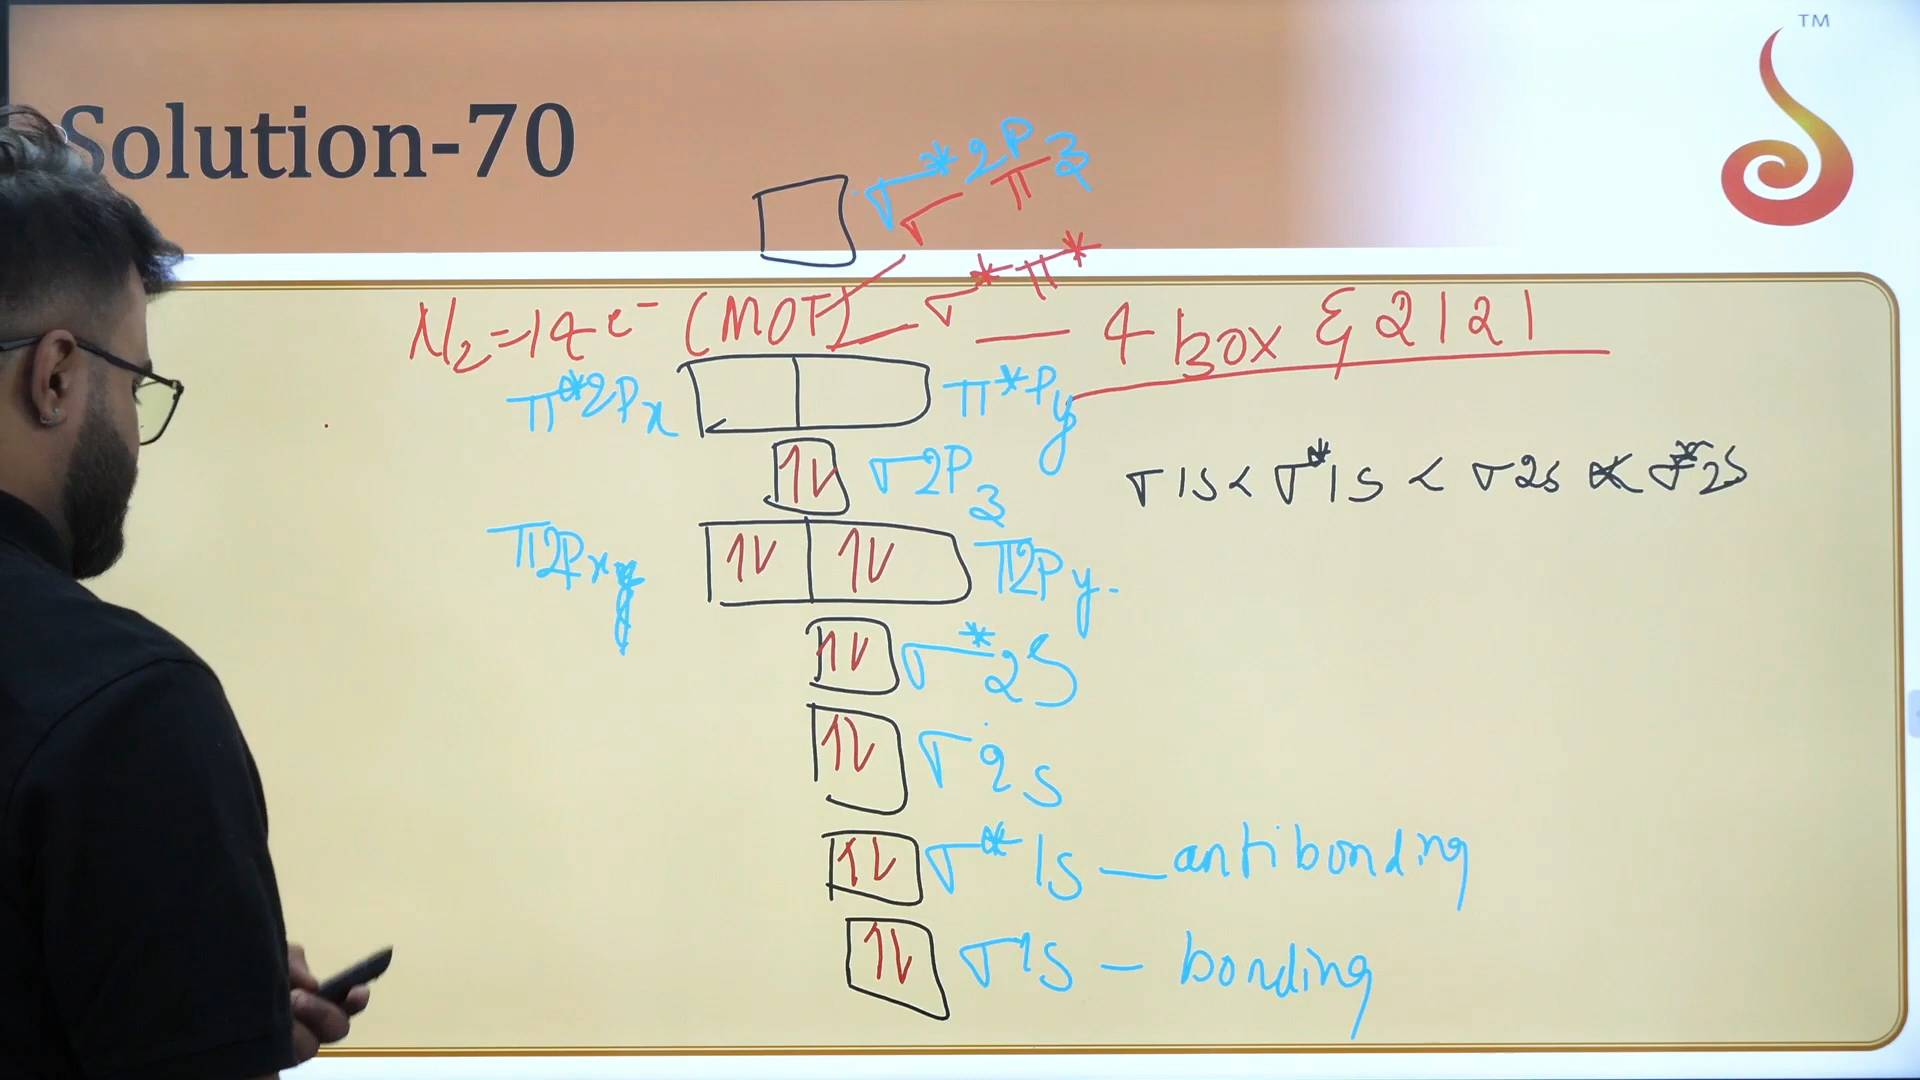 TM
Solution-70
σ*2Pz
σ π
σ* π*
N₂=14e⁻ (MOT) — 4 box & 2121
π*2Px π*Py
σ2Pz
σ1s < σ*1s < σ2s < σ*2s
π2Px π2Py.
σ*2S
σ2s
σ*1s — antibonding
σ1s — bonding